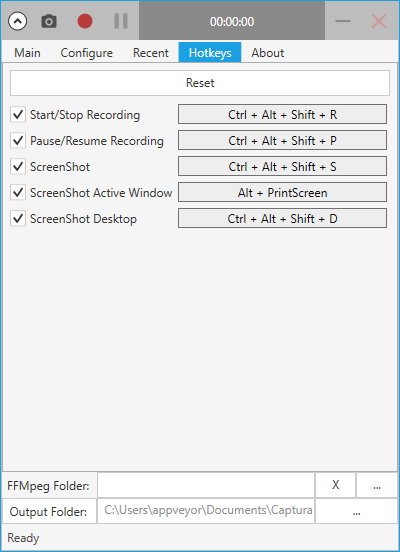 00:00:00
Main Configure Recent Hotkeys About
Reset
Start/Stop Recording Ctrl + Alt + Shift + R
Pause/Resume Recording Ctrl + Alt + Shift + P
ScreenShot Ctrl + Alt + Shift + S
ScreenShot Active Window Alt + PrintScreen
ScreenShot Desktop Ctrl + Alt + Shift + D
FFMpeg Folder: X ...
Output Folder: C:\Users\appveyor\Documents\Captura ...
Ready